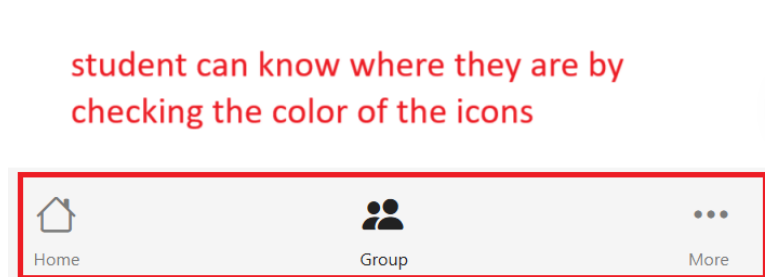 student can know where they are by
checking the color of the icons
Home Group More